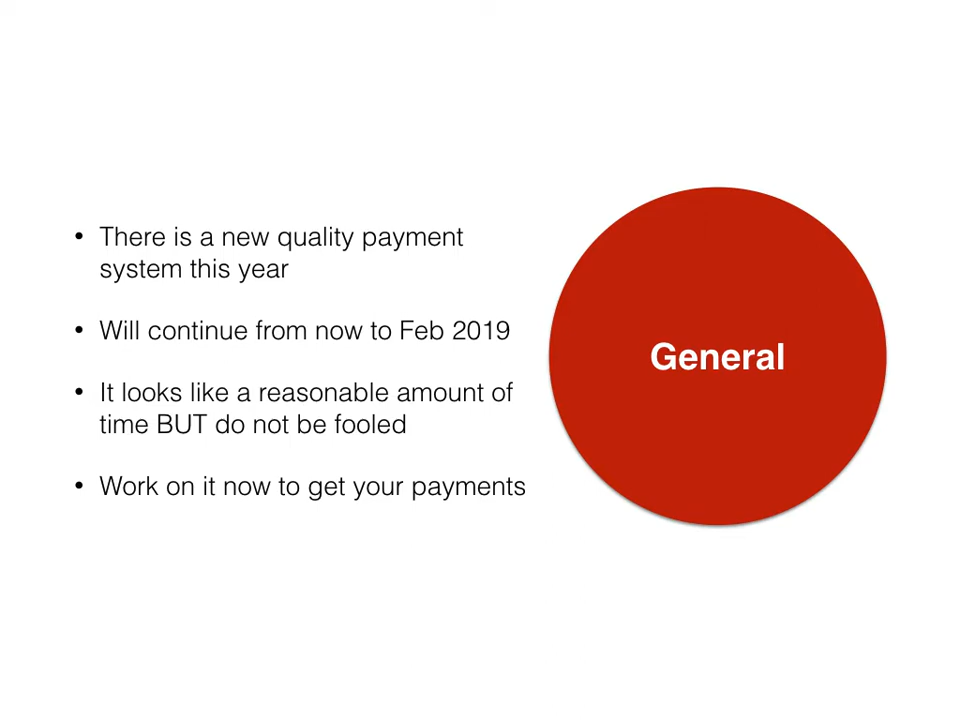 • There is a new quality payment
system this year
• Will continue from now to Feb 2019
• It looks like a reasonable amount of
time BUT do not be fooled
• Work on it now to get your payments
General